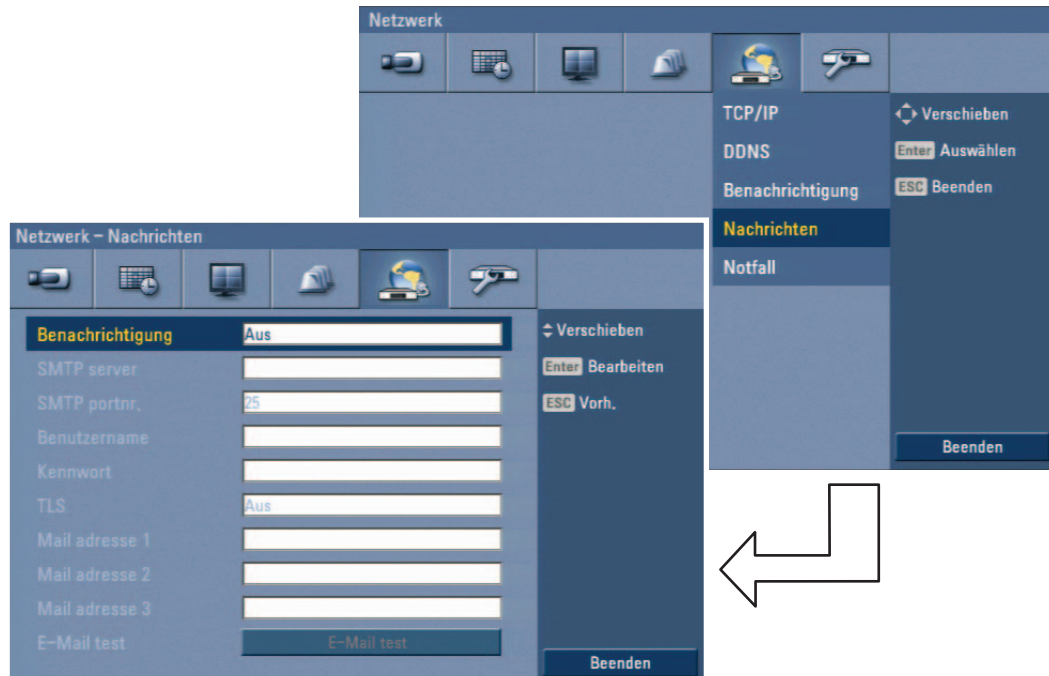 Netzwerk
TCP/IP
DDNS
Benachrichtigung
Nachrichten
Notfall
Verschieben
Enter Auswählen
ESC Beenden
Beenden
Netzwerk – Nachrichten
Benachrichtigung Aus
SMTP server
SMTP portnr. 25
Benutzername
Kennwort
TLS Aus
Mail adresse 1
Mail adresse 2
Mail adresse 3
E-Mail test E-Mail test
Verschieben
Enter Bearbeiten
ESC Vorh.
Beenden